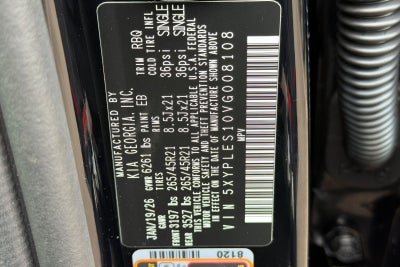 MANUFACTURED BY
KIA GEORGIA, INC.
JAN/19/26 GVWR 6261 lbs PAINT EB TRIM RBQ
GAWR TIRES RIMS COLD TIRE INFL
FRONT 3197 lbs 265/45R21 8.5Jx21 36psi SINGLE
REAR 3527 lbs 265/45R21 8.5Jx21 36psi SINGLE
THIS VEHICLE CONFORMS TO ALL APPLICABLE U.S.A. FEDERAL
MOTOR VEHICLE SAFETY AND THEFT PREVENTION STANDARDS
IN EFFECT ON THE DATE OF MANUFACTURE SHOWN ABOVE.
MPV
VIN 5XYPLES10VG008108
8120